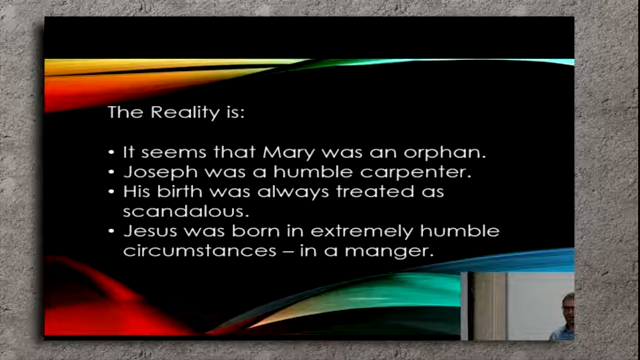 The Reality is:
• It seems that Mary was an orphan.
• Joseph was a humble carpenter.
• His birth was always treated as
scandalous.
• Jesus was born in extremely humble
circumstances – in a manger.